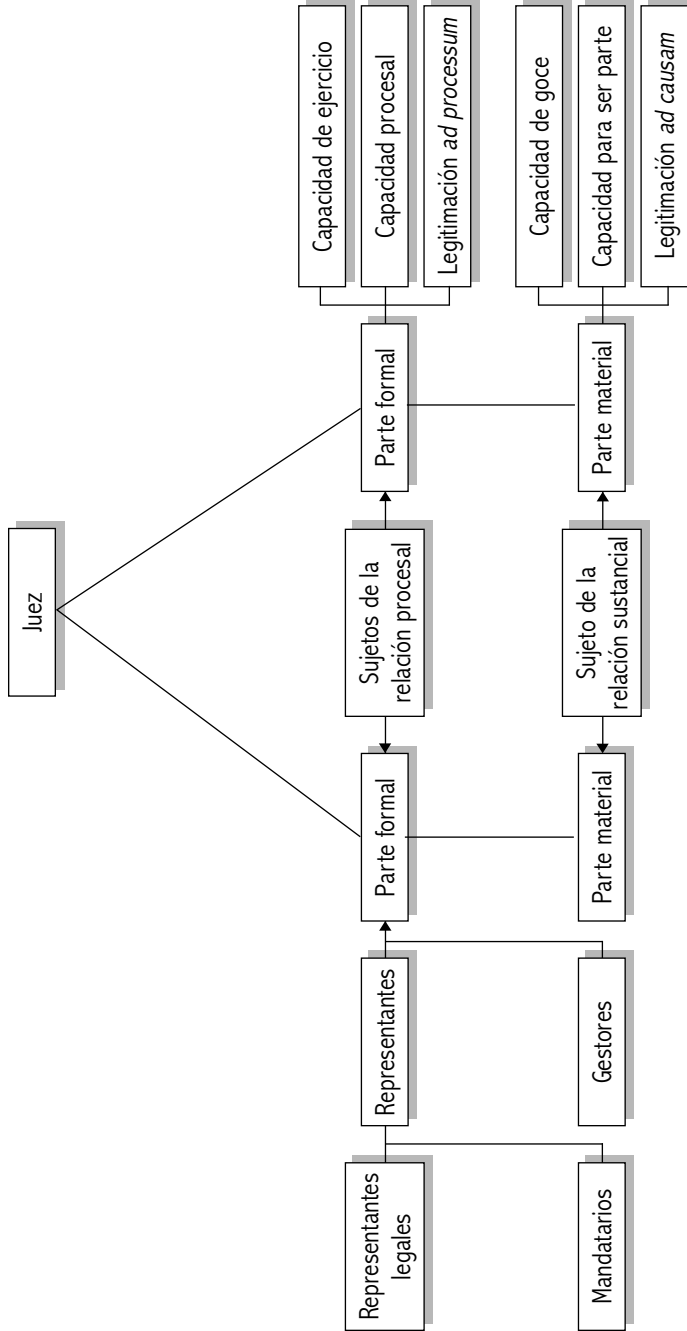 Juez
Representantes
legales
Representantes
Parte formal
Sujetos de la
relación procesal
Parte formal
Capacidad de ejercicio
Capacidad procesal
Legitimación ad processum
Mandatarios
Gestores
Parte material
Sujeto de la
relación sustancial
Parte material
Capacidad de goce
Capacidad para ser parte
Legitimación ad causam